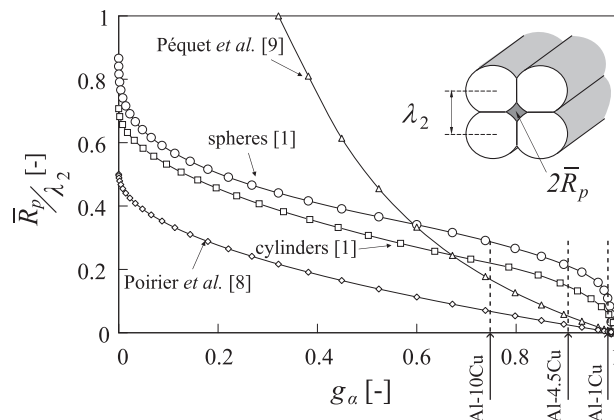 1
0.8
0.6
0.4
0.2
0
R̅p/λ2 [-]
Péquet et al. [9]
spheres [1]
cylinders [1]
Poirier et al. [8]
λ2
2R̅p
0
0.2
0.4
0.6
0.8
gα [-]
Al-10Cu
Al-4.5Cu
Al-1Cu